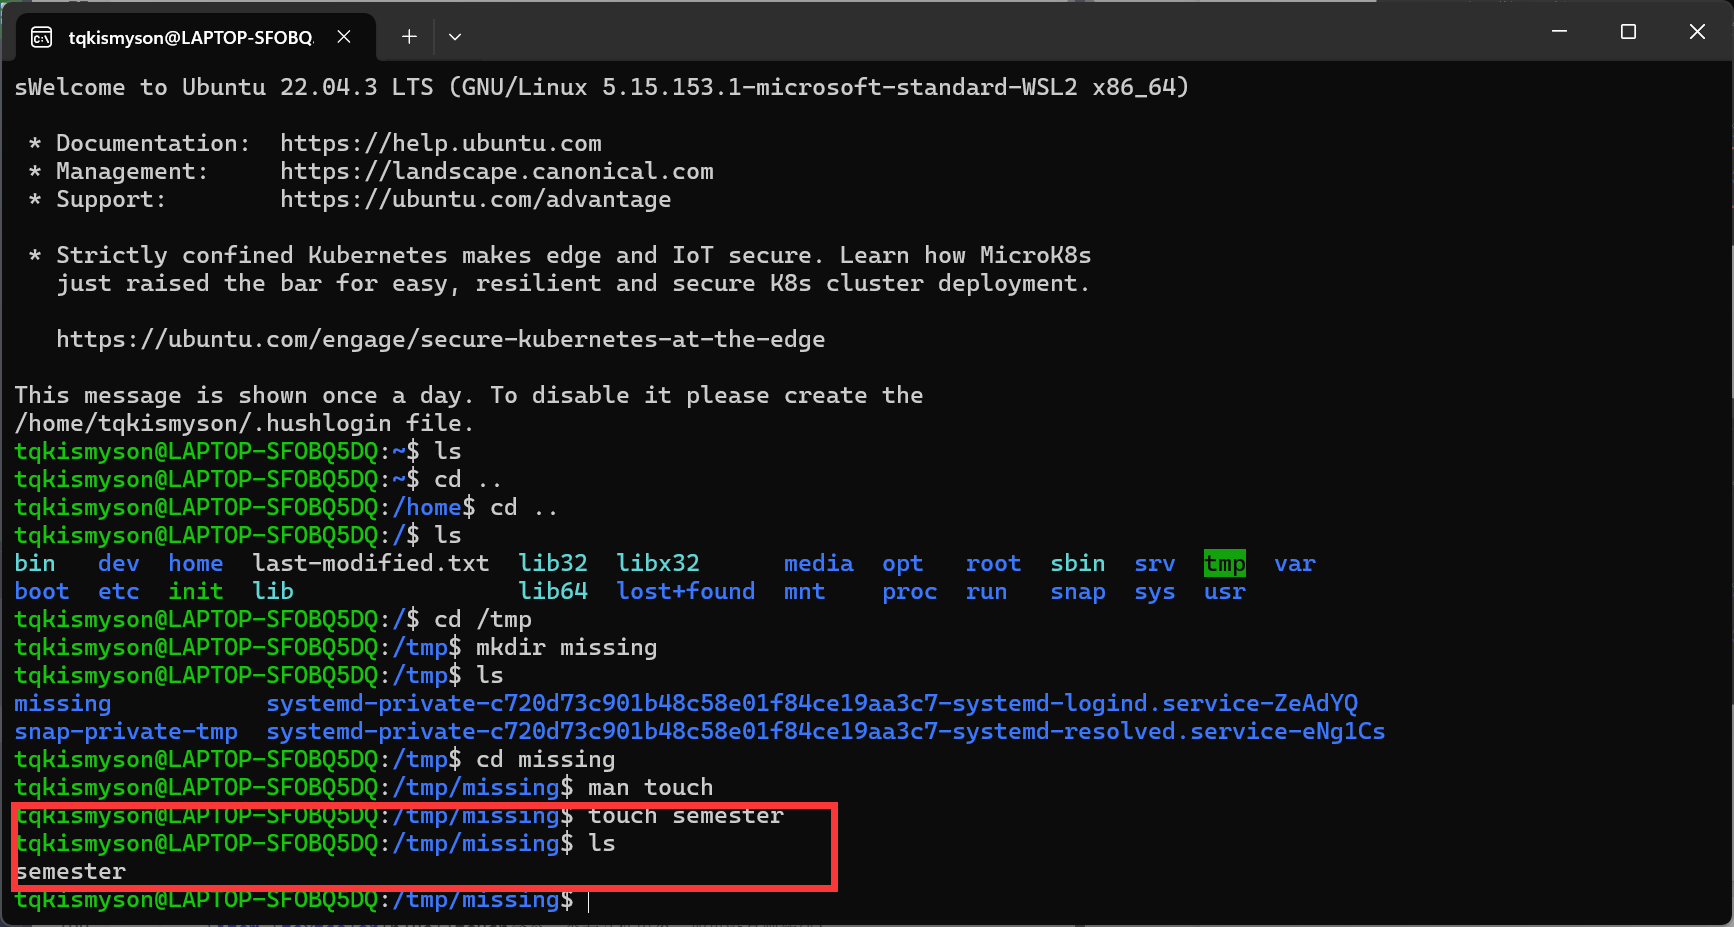 tqkismyson@LAPTOP-SFOBQ.
sWelcome to Ubuntu 22.04.3 LTS (GNU/Linux 5.15.153.1-microsoft-standard-WSL2 x86_64)
* Documentation:  https://help.ubuntu.com
* Management:     https://landscape.canonical.com
* Support:        https://ubuntu.com/advantage
* Strictly confined Kubernetes makes edge and IoT secure. Learn how MicroK8s
just raised the bar for easy, resilient and secure K8s cluster deployment.
https://ubuntu.com/engage/secure-kubernetes-at-the-edge
This message is shown once a day. To disable it please create the
/home/tqkismyson/.hushlogin file.
tqkismyson@LAPTOP-SFOBQ5DQ:~$ ls
tqkismyson@LAPTOP-SFOBQ5DQ:~$ cd ..
tqkismyson@LAPTOP-SFOBQ5DQ:/home$ cd ..
tqkismyson@LAPTOP-SFOBQ5DQ:/$ ls
bin   dev  home  last-modified.txt  lib32  libx32      media  opt   root  sbin  srv  tmp  var
boot  etc  init  lib                lib64  lost+found  mnt    proc  run   snap  sys  usr
tqkismyson@LAPTOP-SFOBQ5DQ:/$ cd /tmp
tqkismyson@LAPTOP-SFOBQ5DQ:/tmp$ mkdir missing
tqkismyson@LAPTOP-SFOBQ5DQ:/tmp$ ls
missing           systemd-private-c720d73c901b48c58e01f84ce19aa3c7-systemd-logind.service-ZeAdYQ
snap-private-tmp  systemd-private-c720d73c901b48c58e01f84ce19aa3c7-systemd-resolved.service-eNg1Cs
tqkismyson@LAPTOP-SFOBQ5DQ:/tmp$ cd missing
tqkismyson@LAPTOP-SFOBQ5DQ:/tmp/missing$ man touch
tqkismyson@LAPTOP-SFOBQ5DQ:/tmp/missing$ touch semester
tqkismyson@LAPTOP-SFOBQ5DQ:/tmp/missing$ ls
semester
tqkismyson@LAPTOP-SFOBQ5DQ:/tmp/missing$